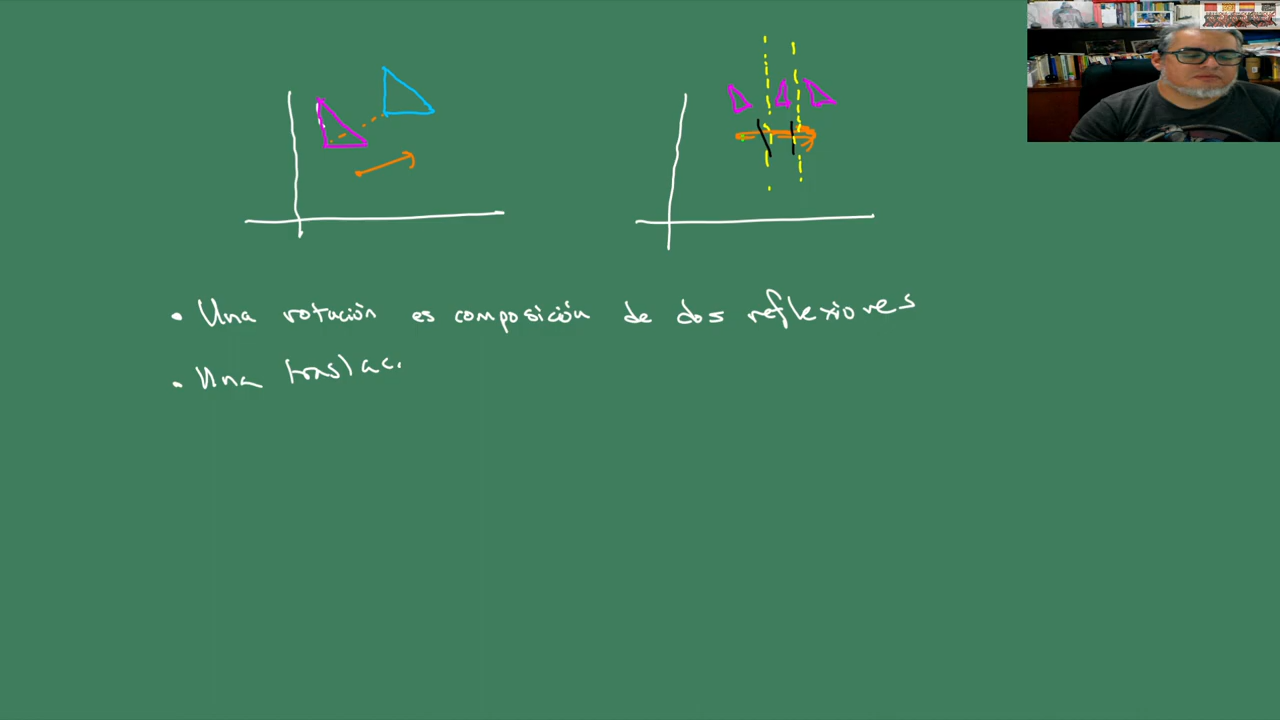 • Una rotación es composición de dos reflexiones
• Una traslac.